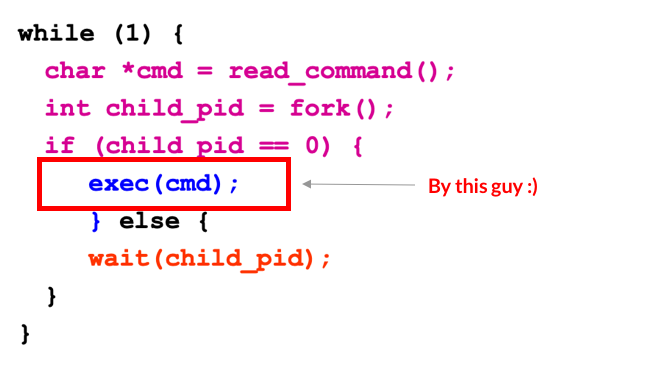 while (1) {
char *cmd = read_command();
int child_pid = fork();
if (child_pid == 0) {
exec(cmd);
By this guy :)
} else {
wait(child_pid);
}
}